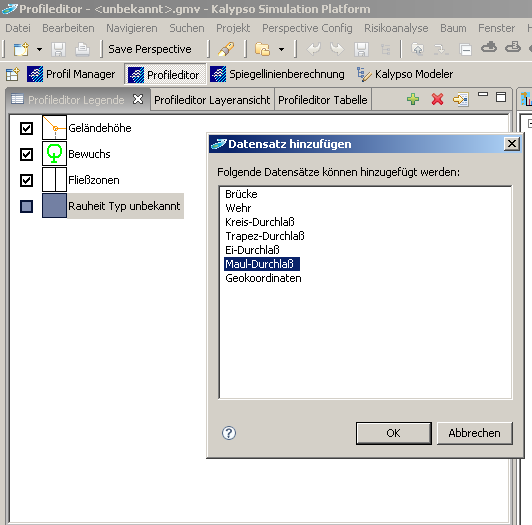 Profileditor - <unbekannt>.gmv - Kalypso Simulation Platform
Datei Bearbeiten Navigieren Suchen Projekt Perspective Config Ausführen Baum Fenster
Save Perspective
Profil Manager Profileditor Spiegellinienberechnung Kalypso Modeler
Profileditor Legende Profileditor Layeransicht Profileditor Tabelle
Geländehöhe
Bewuchs
Fließzonen
Rauheit Typ unbekannt
Datensatz hinzufügen
Folgende Datensätze können hinzugefügt werden:
Brücke
Wehr
Kreis-Durchlaß
Trapez-Durchlaß
Ei-Durchlaß
Maul-Durchlaß
Geokoordinaten
OK Abbrechen